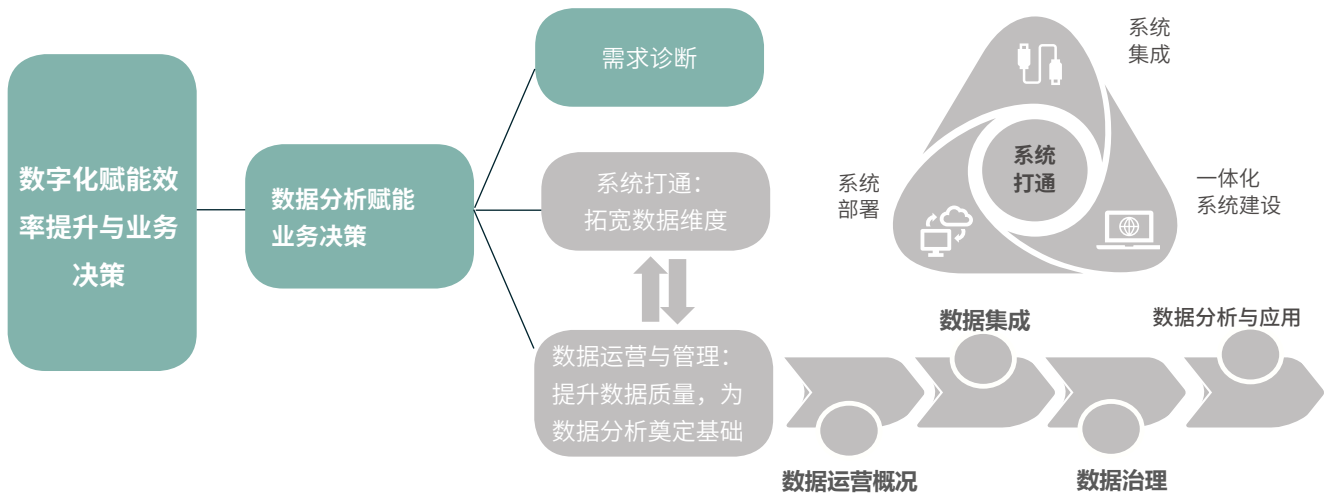 数字化赋能效
率提升与业务
决策
数据分析赋能
业务决策
需求诊断
系统打通：
拓宽数据维度
数据运营与管理：
提升数据质量，为
数据分析奠定基础
系统
集成
系统
打通
系统
部署
一体化
系统建设
数据集成
数据分析与应用
数据运营概况
数据治理